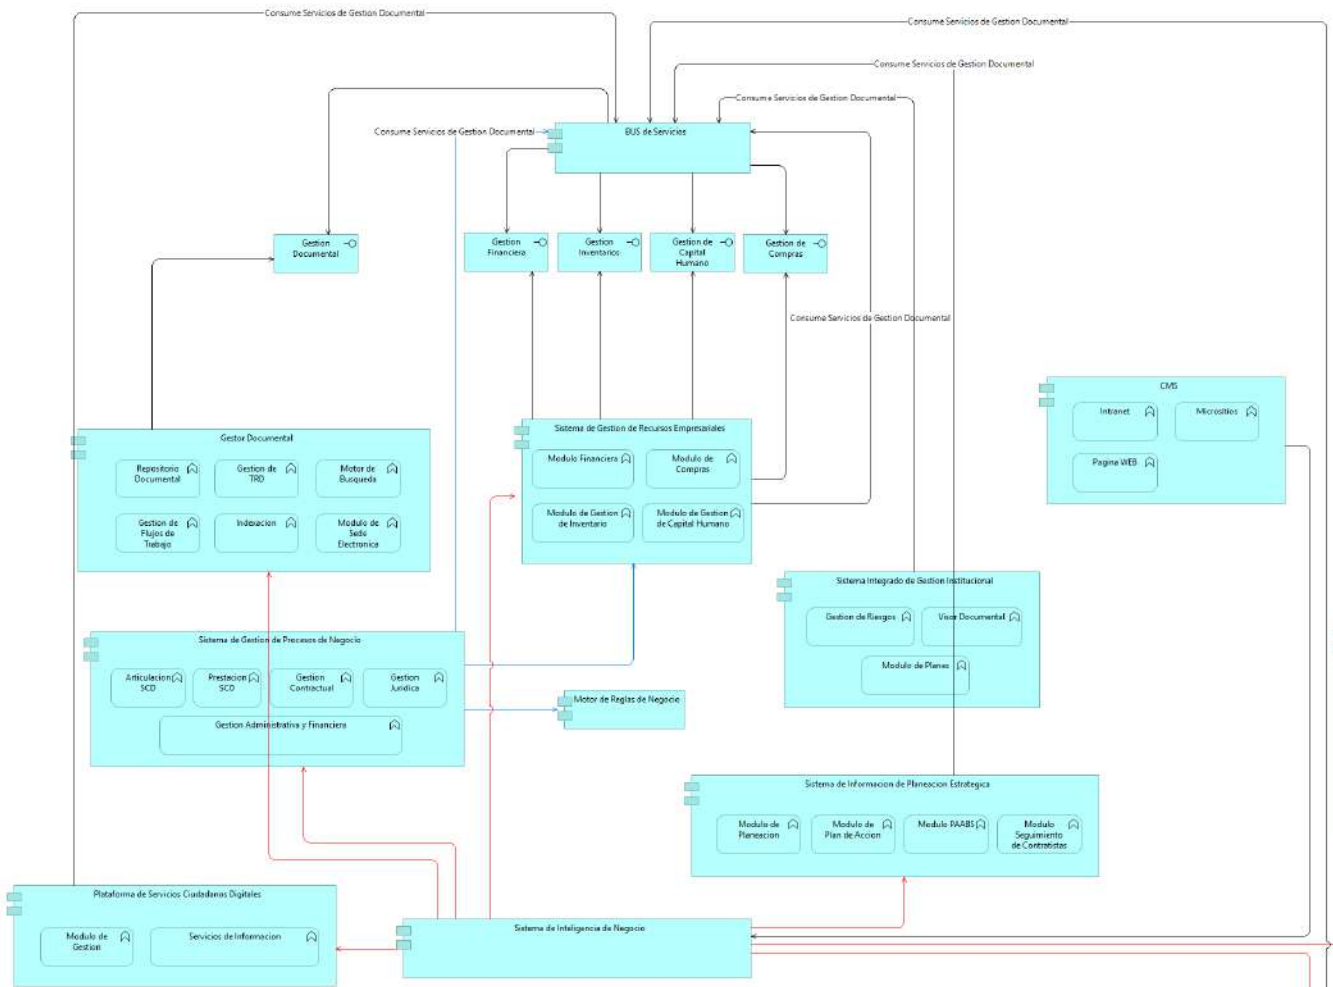 Consume Servicios de Gestion Documental
Consume Servicios de Gestion Documental
Consume Servicios de Gestion Documental
Consume Servicios de Gestion Documental
Consume Servicios de Gestion Documental
BUS de Servicios
Gestion
Documental
Gestion
Financiera
Gestion
Inventarios
Gestion de
Capital
Humano
Gestion de
Compras
Consume Servicios de Gestion Documental
CMS
Intranet
Micrositios
Pagina WEB
Gestor Documental
Repositorio
Documental
Gestion de
TRD
Motor de
Busqueda
Gestion de
Flujos de
Trabajo
Indexacion
Modulo de
Sede
Electronica
Sistema de Gestion de Recursos Empresariales
Modulo Financiera
Modulo de
Compras
Modulo de Gestion
de Inventario
Modulo de Gestion
de Capital Humano
Sistema Integrado de Gestion Institucional
Gestion de Riesgos
Visor Documental
Modulo de Planes
Sistema de Gestion de Procesos de Negocio
Articulacion
SCD
Prestacion
SCD
Gestion
Contractual
Gestion
Juridica
Gestion Administrativa y Financiera
Motor de Reglas de Negocio
Sistema de Informacion de Planeacion Estrategica
Modulo de
Planeacion
Modulo de
Plan de Accion
Modulo PAABS
Modulo
Seguimiento
de Contratistas
Plataforma de Servicios Ciudadanos Digitales
Modulo de
Gestion
Servicios de Informacion
Sistema de Inteligencia de Negocio